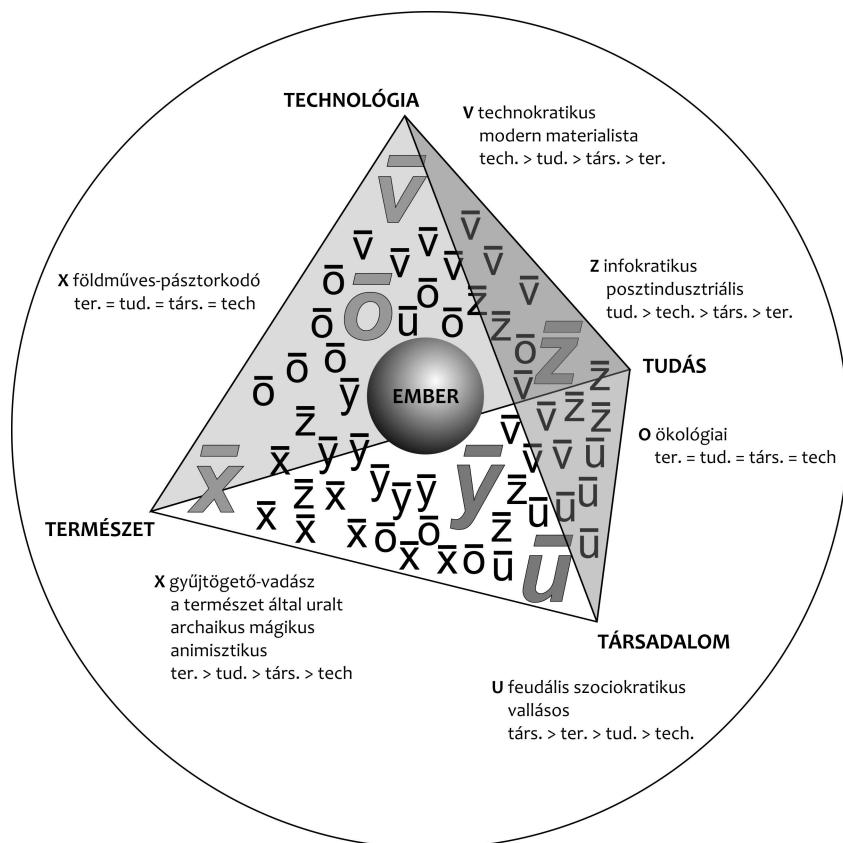 TECHNOLÓGIA
V technokratikus
modern materialista
tech. > tud. > társ. > ter.
X földműves-pásztorkodó
ter. = tud. = társ. = tech
Z infokratikus
posztindusztriális
tud. > tech. > társ. > ter.
v̄
v̄
v̄ v̄
v̄ v̄ v̄
ō v̄
ō z̄
ō
ō ū ō z̄
ō z̄
ō ō z̄
EMBER
TUDÁS
ō ȳ v̄
z̄ v̄ z̄ z̄
v̄
O ökológiai
ter. = tud. = társ. = tech
x̄ ȳ ȳ v̄ v̄ ū
x̄ ȳ ȳ
z̄ x̄ ȳ ȳ z̄ ū
x̄ x̄ x̄ ō ō z̄ ū ū
x̄ x̄ ō ū ū ū
TERMÉSZET
X gyűjtögető-vadász
a természet által uralt
archaikus mágikus
animisztikus
ter. > tud. > társ. > tech
TÁRSADALOM
U feudális szociokratikus
vallásos
társ. > ter. > tud. > tech.